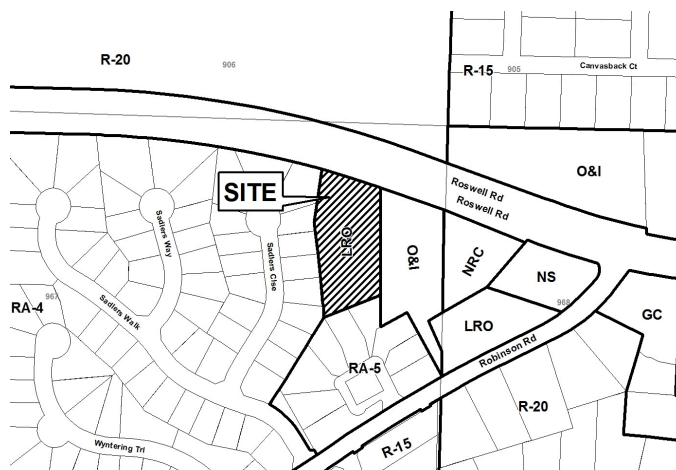 R-20
906
R-15
905
Canvasback Ct
O&I
Roswell Rd
Roswell Rd
SITE
LRO
O&I
NRC
NS
Sadlers Way
Sadlers Clse
967
RA-4
Sadlers Walk
968
GC
LRO
Robinson Rd
RA-5
R-20
R-15
Wyntering Trl